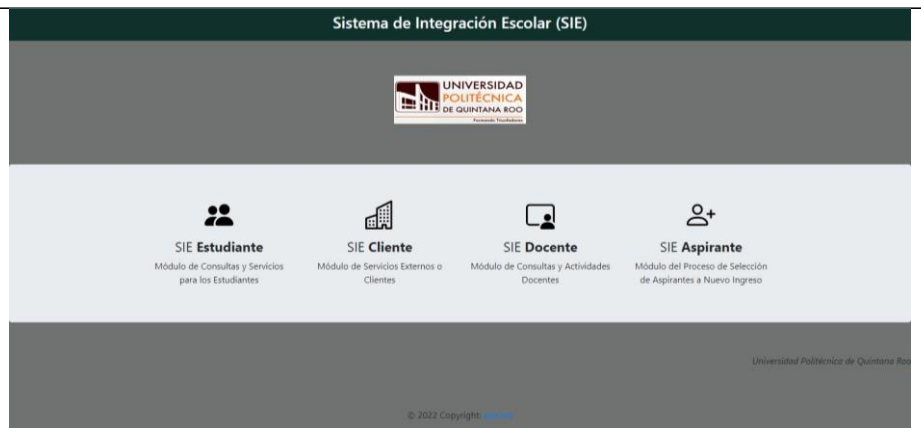 Sistema de Integración Escolar (SIE)
UNIVERSIDAD
POLITÉCNICA
DE QUINTANA ROO
Formando Triunfadores
SIE Estudiante
Módulo de Consultas y Servicios
para los Estudiantes
SIE Cliente
Módulo de Servicios Externos o
Clientes
SIE Docente
Módulo de Consultas y Actividades
Docentes
SIE Aspirante
Módulo del Proceso de Selección
de Aspirantes a Nuevo Ingreso
Universidad Politécnica de Quintana Roo
© 2022 Copyright: